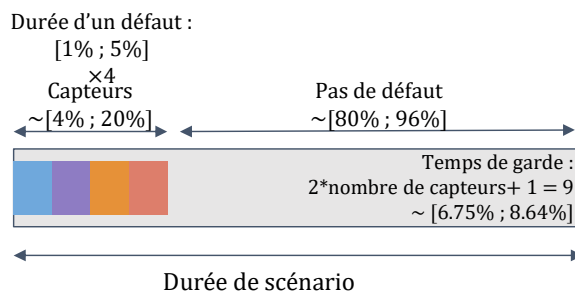 Durée d'un défaut :
[1% ; 5%]
×4
Capteurs
~[4% ; 20%]
Pas de défaut
~[80% ; 96%]
Temps de garde :
2*nombre de capteurs+ 1 = 9
~ [6.75% ; 8.64%]
Durée de scénario